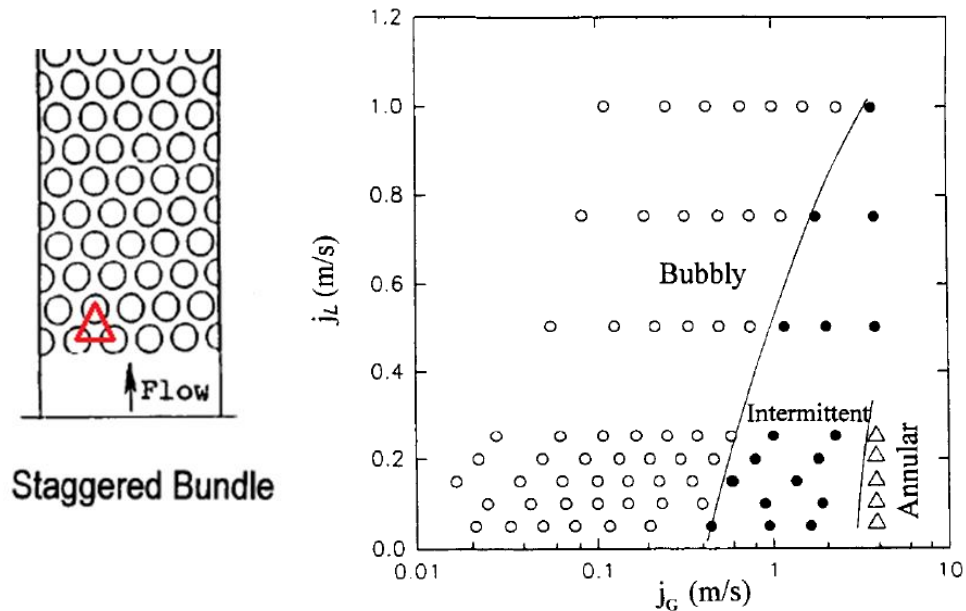 Flow
Staggered Bundle
1.2
1.0
0.8
0.6
0.4
0.2
0.0
j_L (m/s)
Bubbly
Intermittent
Annular
0.01
0.1
1
10
j_G (m/s)